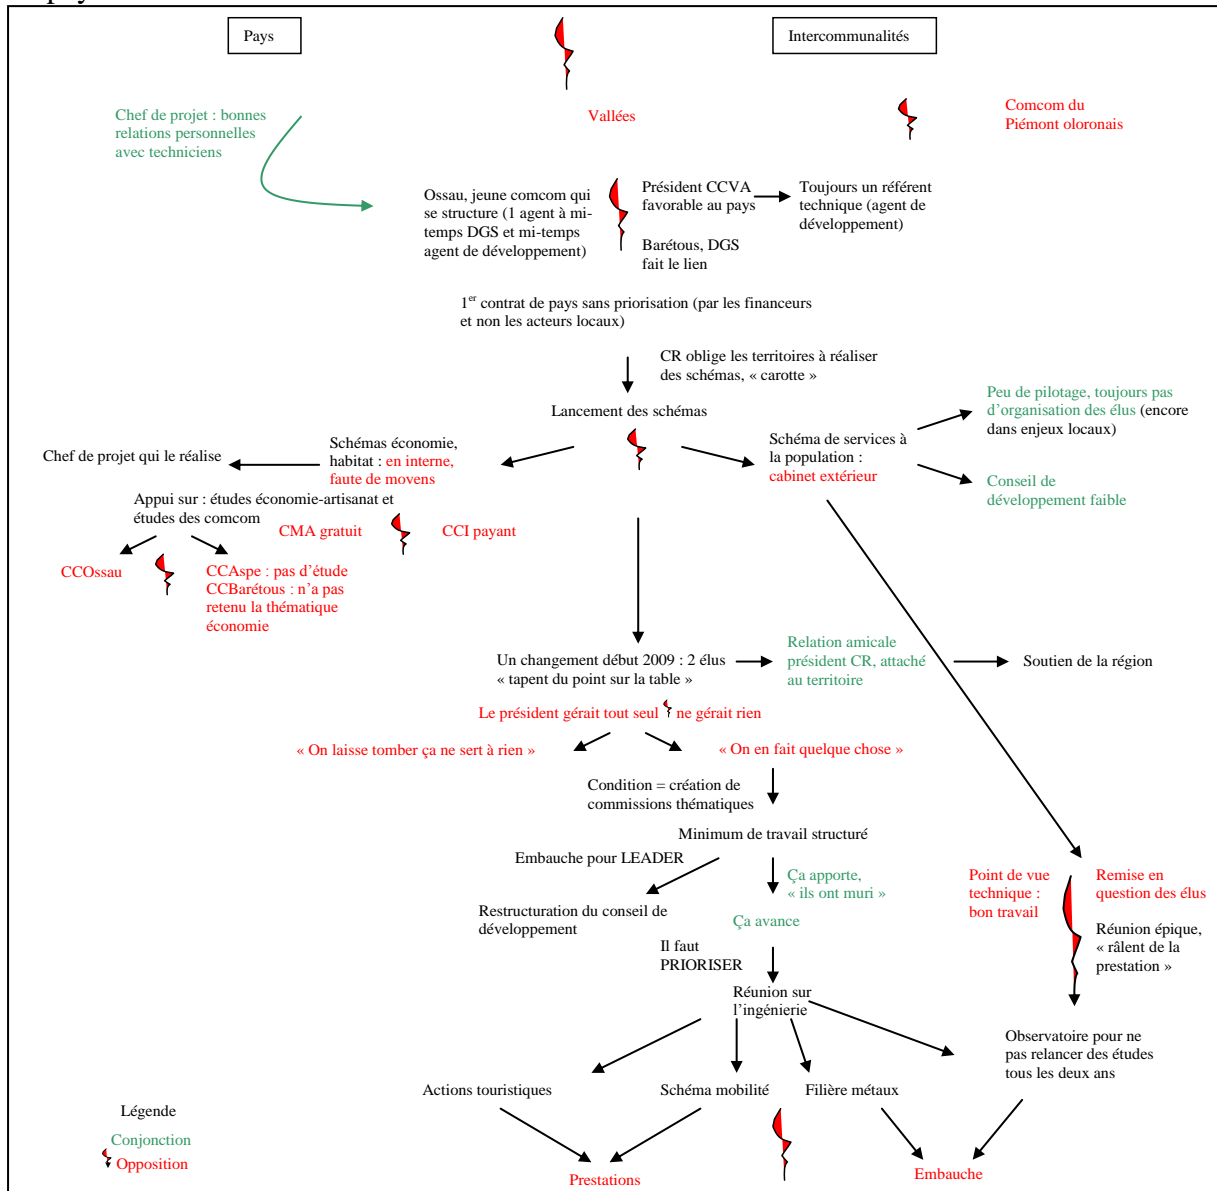 Pays
Intercommunalités
Chef de projet : bonnes
relations personnelles
avec techniciens
Vallées
Comcom du
Piémont oloronais
Ossau, jeune comcom qui
se structure (1 agent à mi-
temps DGS et mi-temps
agent de développement)
Président CCVA
favorable au pays
Barétous, DGS
fait le lien
Toujours un référent
technique (agent de
développement)
1er contrat de pays sans priorisation (par les financeurs
et non les acteurs locaux)
CR oblige les territoires à réaliser
des schémas, « carotte »
Lancement des schémas
Peu de pilotage, toujours pas
d’organisation des élus (encore
dans enjeux locaux)
Chef de projet qui le réalise
Schémas économie,
habitat : en interne,
faute de moyens
Schéma de services à
la population :
cabinet extérieur
Conseil de
développement faible
Appui sur : études économie-artisanat et
études des comcom
CMA gratuit
CCI payant
CCOssau
CCAspe : pas d’étude
CCBarétous : n’a pas
retenu la thématique
économie
Un changement début 2009 : 2 élus
« tapent du point sur la table »
Relation amicale
président CR, attaché
au territoire
Soutien de la région
Le président gérait tout seul
ne gérait rien
« On laisse tomber ça ne sert à rien »
« On en fait quelque chose »
Condition = création de
commissions thématiques
Minimum de travail structuré
Embauche pour LEADER
Ça apporte,
« ils ont muri »
Restructuration du conseil de
développement
Ça avance
Point de vue
technique :
bon travail
Remise en
question des élus
Réunion épique,
« râlent de la
prestation »
Il faut
PRIORISER
Réunion sur
l’ingénierie
Observatoire pour ne
pas relancer des études
tous les deux ans
Actions touristiques
Schéma mobilité
Filière métaux
Prestations
Embauche
Légende
Conjonction
Opposition